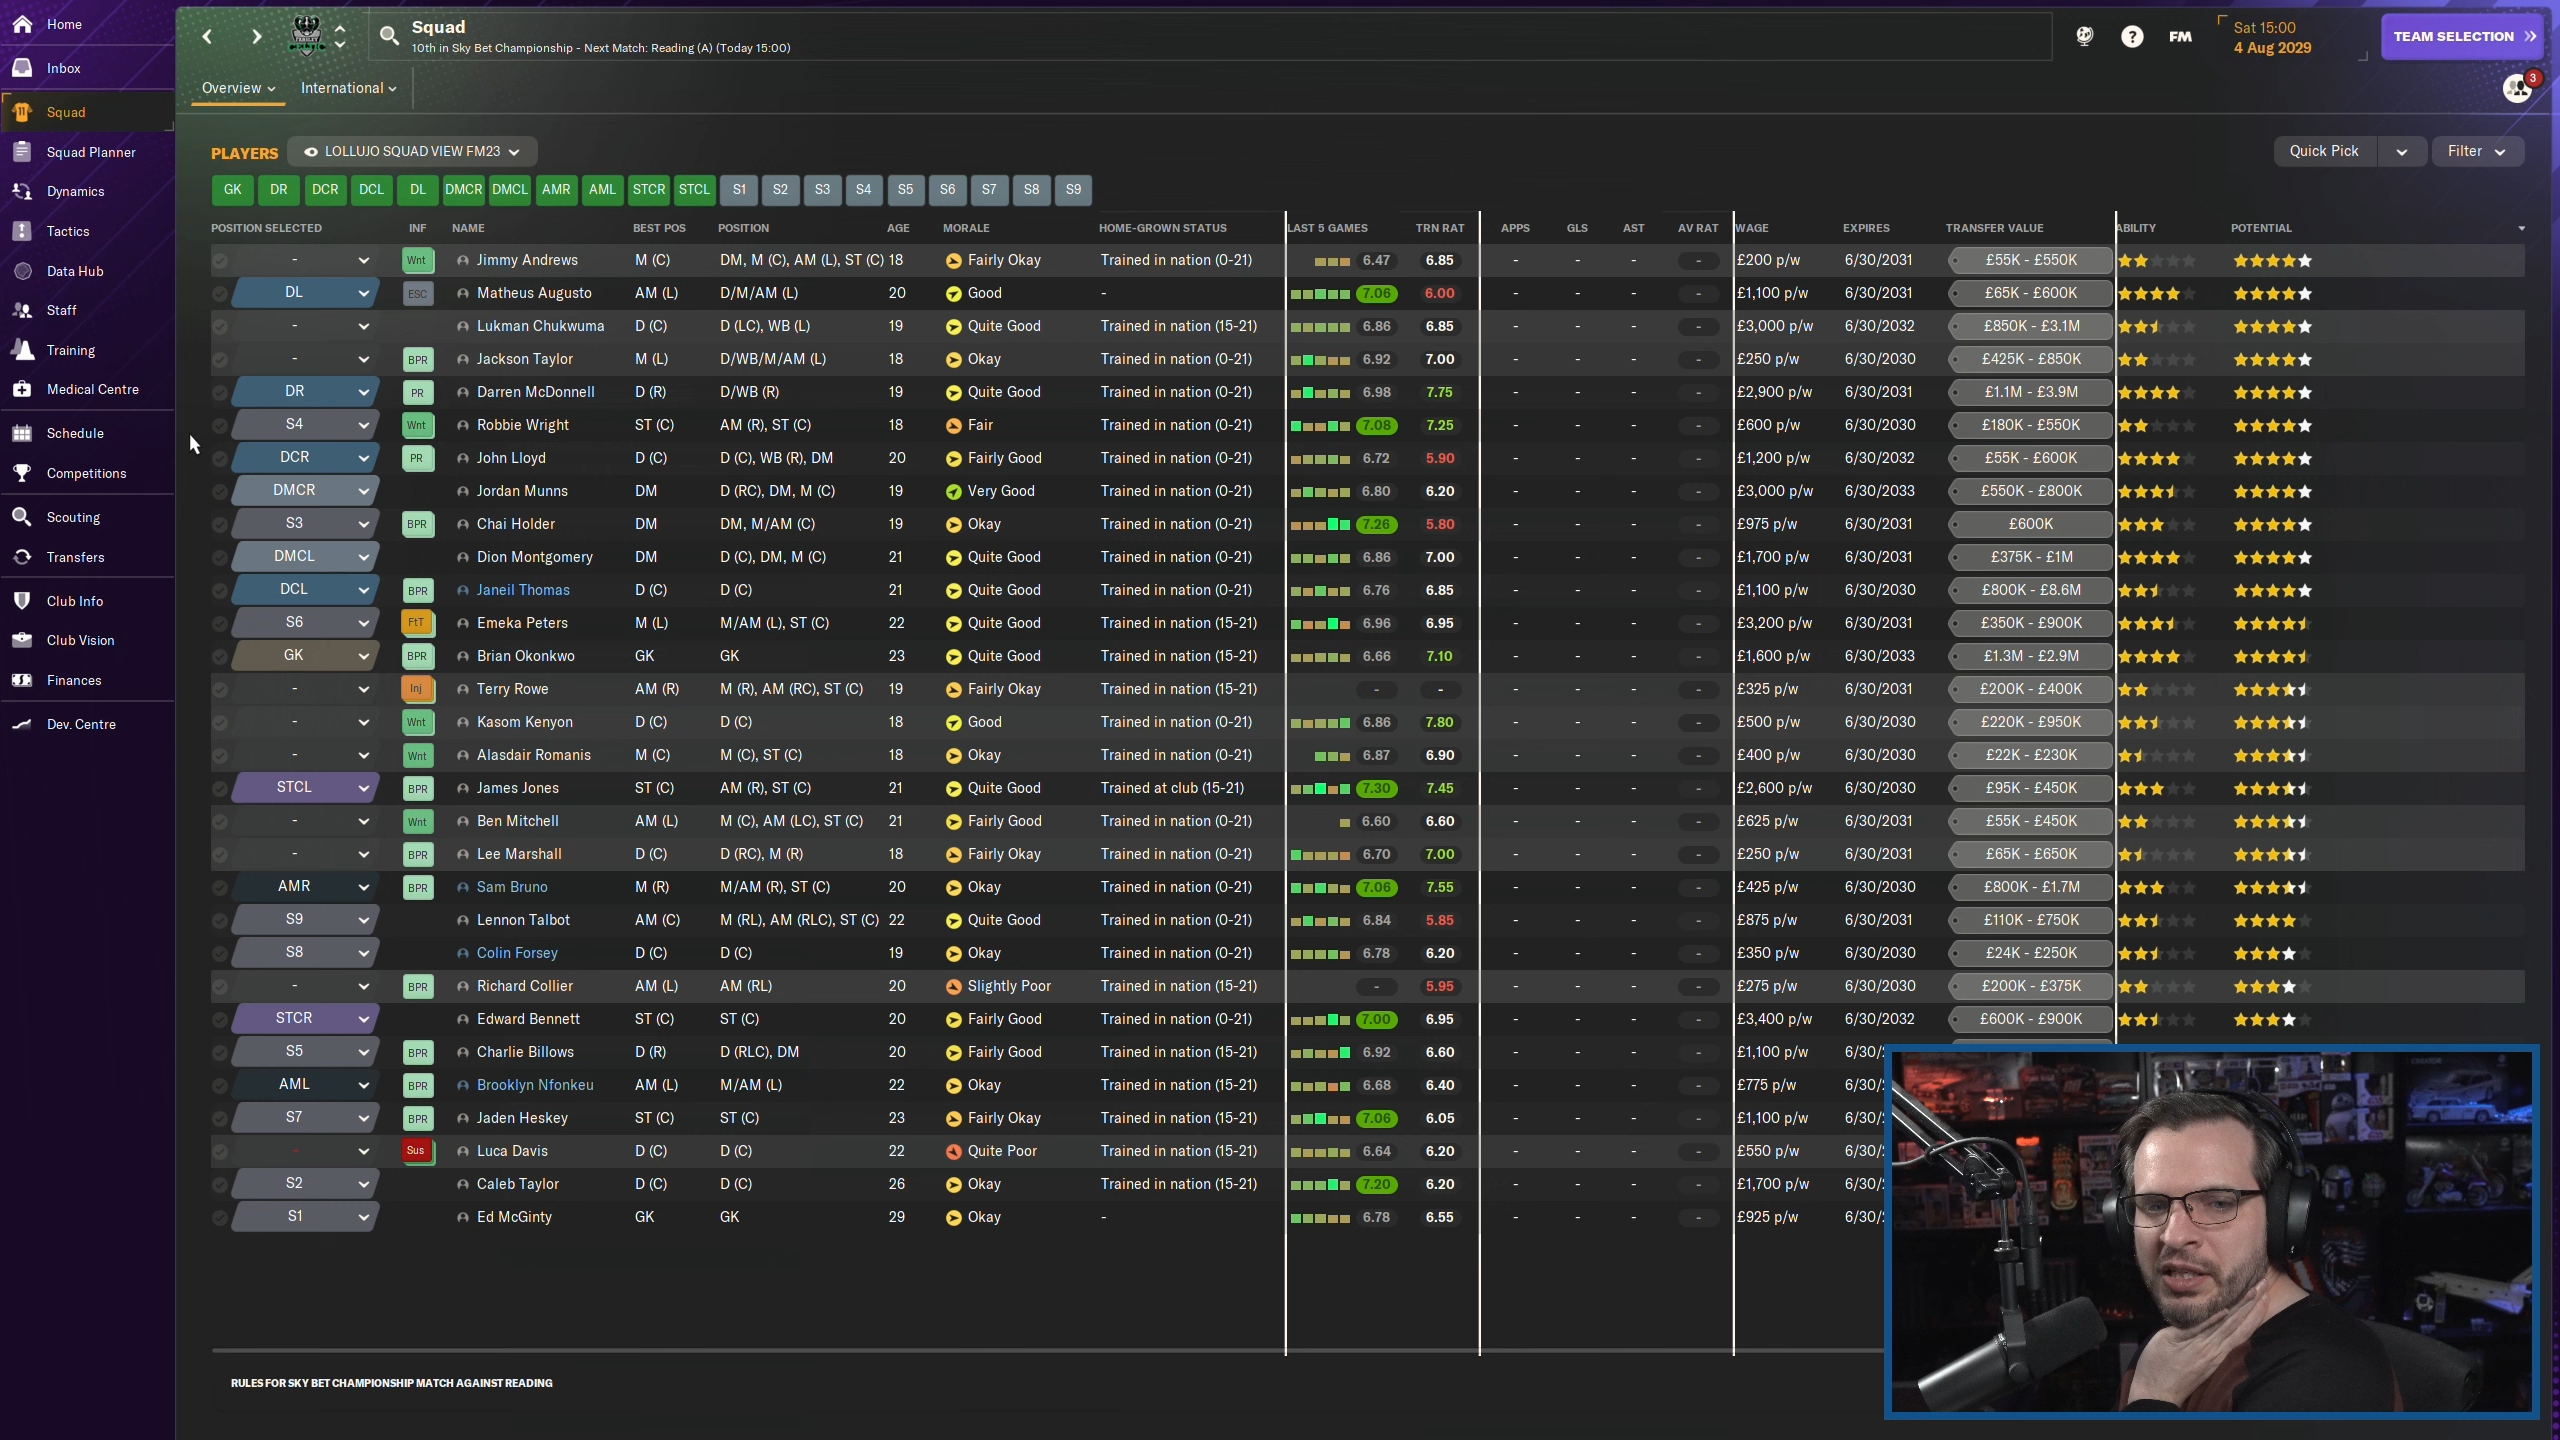 Home
Inbox
Squad
Squad Planner
Dynamics
Tactics
Data Hub
Staff
Training
Medical Centre
Schedule
Competitions
Scouting
Transfers
Club Info
Club Vision
Finances
Dev. Centre
Squad
10th in Sky Bet Championship - Next Match: Reading (A) (Today 15:00)
FM
Sat 15:00
4 Aug 2029
TEAM SELECTION
3
Overview
International
PLAYERS
LOLLUJO SQUAD VIEW FM23
Quick Pick
Filter
GK DR DCR DCL DL DMCR DMCL AMR AML STCR STCL S1 S2 S3 S4 S5 S6 S7 S8 S9
POSITION SELECTED INF NAME BEST POS POSITION AGE MORALE HOME-GROWN STATUS LAST 5 GAMES TRN RAT APPS GLS AST AV RAT WAGE EXPIRES TRANSFER VALUE ABILITY POTENTIAL
- Wnt Jimmy Andrews M (C) DM, M (C), AM (L), ST (C) 18 Fairly Okay Trained in nation (0-21) 6.47 6.85 - - - - £200 p/w 6/30/2031 £55K - £550K
DL ESC Matheus Augusto AM (L) D/M/AM (L) 20 Good - 7.06 6.00 - - - - £1,100 p/w 6/30/2031 £65K - £600K
- Lukman Chukwuma D (C) D (LC), WB (L) 19 Quite Good Trained in nation (15-21) 6.86 6.85 - - - - £3,000 p/w 6/30/2032 £850K - £3.1M
- BPR Jackson Taylor M (L) D/WB/M/AM (L) 18 Okay Trained in nation (0-21) 6.92 7.00 - - - - £250 p/w 6/30/2030 £425K - £850K
DR PR Darren McDonnell D (R) D/WB (R) 19 Quite Good Trained in nation (0-21) 6.98 7.75 - - - - £2,900 p/w 6/30/2031 £1.1M - £3.9M
S4 Wnt Robbie Wright ST (C) AM (R), ST (C) 18 Fair Trained in nation (0-21) 7.08 7.25 - - - - £600 p/w 6/30/2030 £180K - £550K
DCR PR John Lloyd D (C) D (C), WB (R), DM 20 Fairly Good Trained in nation (0-21) 6.72 5.90 - - - - £1,200 p/w 6/30/2032 £55K - £600K
DMCR Jordan Munns DM D (RC), DM, M (C) 19 Very Good Trained in nation (0-21) 6.80 6.20 - - - - £3,000 p/w 6/30/2033 £550K - £800K
S3 BPR Chai Holder DM DM, M/AM (C) 19 Okay Trained in nation (0-21) 7.26 5.80 - - - - £975 p/w 6/30/2031 £600K
DMCL Dion Montgomery DM D (C), DM, M (C) 21 Quite Good Trained in nation (0-21) 6.86 7.00 - - - - £1,700 p/w 6/30/2031 £375K - £1M
DCL BPR Janeil Thomas D (C) D (C) 21 Quite Good Trained in nation (0-21) 6.76 6.85 - - - - £1,100 p/w 6/30/2030 £800K - £8.6M
S6 FtT Emeka Peters M (L) M/AM (L), ST (C) 22 Quite Good Trained in nation (15-21) 6.96 6.95 - - - - £3,200 p/w 6/30/2031 £350K - £900K
GK BPR Brian Okonkwo GK GK 23 Quite Good Trained in nation (15-21) 6.66 7.10 - - - - £1,600 p/w 6/30/2033 £1.3M - £2.9M
- Inj Terry Rowe AM (R) M (R), AM (RC), ST (C) 19 Fairly Okay Trained in nation (15-21) - - - - - - £325 p/w 6/30/2031 £200K - £400K
- Wnt Kasom Kenyon D (C) D (C) 18 Good Trained in nation (0-21) 6.86 7.80 - - - - £500 p/w 6/30/2030 £220K - £950K
- Wnt Alasdair Romanis M (C) M (C), ST (C) 18 Okay Trained in nation (0-21) 6.87 6.90 - - - - £400 p/w 6/30/2030 £22K - £230K
STCL BPR James Jones ST (C) AM (R), ST (C) 21 Quite Good Trained at club (15-21) 7.30 7.45 - - - - £2,600 p/w 6/30/2030 £95K - £450K
- Wnt Ben Mitchell AM (L) M (C), AM (LC), ST (C) 21 Fairly Good Trained in nation (0-21) 6.60 6.60 - - - - £625 p/w 6/30/2031 £55K - £450K
- BPR Lee Marshall D (C) D (RC), M (R) 18 Fairly Okay Trained in nation (0-21) 6.70 7.00 - - - - £250 p/w 6/30/2031 £65K - £650K
AMR BPR Sam Bruno M (R) M/AM (R), ST (C) 20 Okay Trained in nation (0-21) 7.06 7.55 - - - - £425 p/w 6/30/2030 £800K - £1.7M
S9 Lennon Talbot AM (C) M (RL), AM (RLC), ST (C) 22 Quite Good Trained in nation (0-21) 6.84 5.85 - - - - £875 p/w 6/30/2031 £110K - £750K
S8 Colin Forsey D (C) D (C) 19 Okay Trained in nation (0-21) 6.78 6.20 - - - - £350 p/w 6/30/2030 £24K - £250K
- BPR Richard Collier AM (L) AM (RL) 20 Slightly Poor Trained in nation (15-21) - 5.95 - - - - £275 p/w 6/30/2030 £200K - £375K
STCR Edward Bennett ST (C) ST (C) 20 Fairly Good Trained in nation (0-21) 7.00 6.95 - - - - £3,400 p/w 6/30/2032 £600K - £900K
S5 BPR Charlie Billows D (R) D (RLC), DM 20 Fairly Good Trained in nation (15-21) 6.92 6.60 - - - - £1,100 p/w 6/30/
AML BPR Brooklyn Nfonkeu AM (L) M/AM (L) 22 Okay Trained in nation (15-21) 6.68 6.40 - - - - £775 p/w 6/30/
S7 BPR Jaden Heskey ST (C) ST (C) 23 Fairly Okay Trained in nation (15-21) 7.06 6.05 - - - - £1,100 p/w 6/30/
- Sus Luca Davis D (C) D (C) 22 Quite Poor Trained in nation (15-21) 6.64 6.20 - - - - £550 p/w 6/30/
S2 Caleb Taylor D (C) D (C) 26 Okay Trained in nation (15-21) 7.20 6.20 - - - - £1,700 p/w 6/30/
S1 Ed McGinty GK GK 29 Okay - 6.78 6.55 - - - - £925 p/w 6/30/
RULES FOR SKY BET CHAMPIONSHIP MATCH AGAINST READING